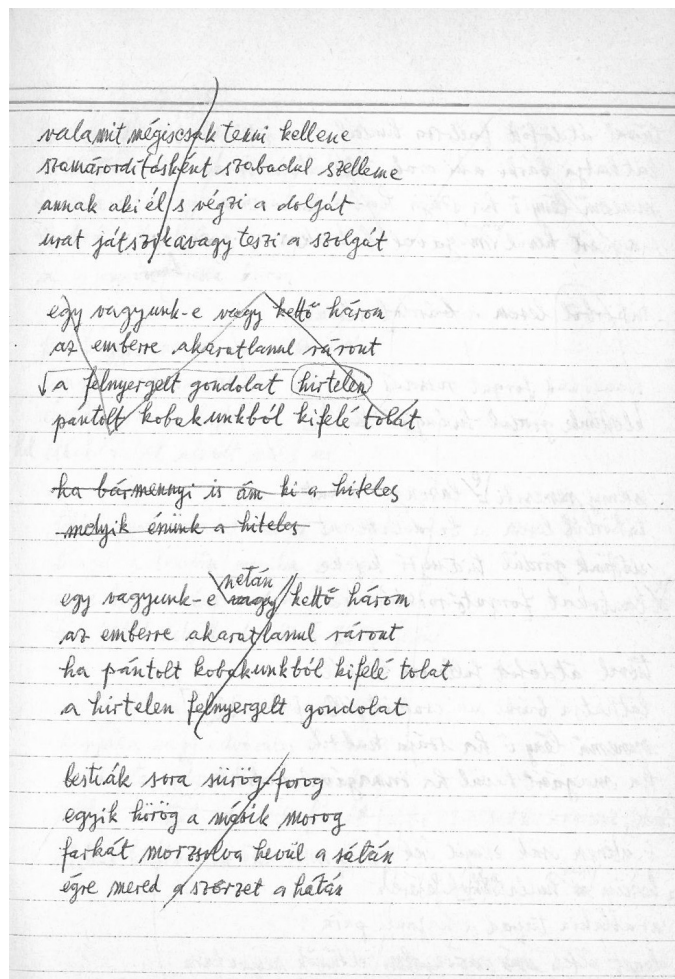 valamit mégiscsak tenni kellene
szamárordításként szabadul szelleme
annak aki él s végzi a dolgát
urat játszik avagy teszi a szolgát
egy vagyunk-e vagy kettő három
az emberre akaratlanul ráront
a felnyergelt gondolat hirtelen
pántolt kobakunkból kifelé tolat
ha bármennyi is ám ki a hiteles
melyik énünk a hiteles
netán
egy vagyunk-e vagy kettő három
az emberre akaratlanul ráront
ha pántolt kobakunkból kifelé tolat
a hirtelen felnyergelt gondolat
bestiák sora sürög-forog
egyik hörög a másik morog
farkát morzsolva hevül a sátán
égre mered a szőrzet a hátán